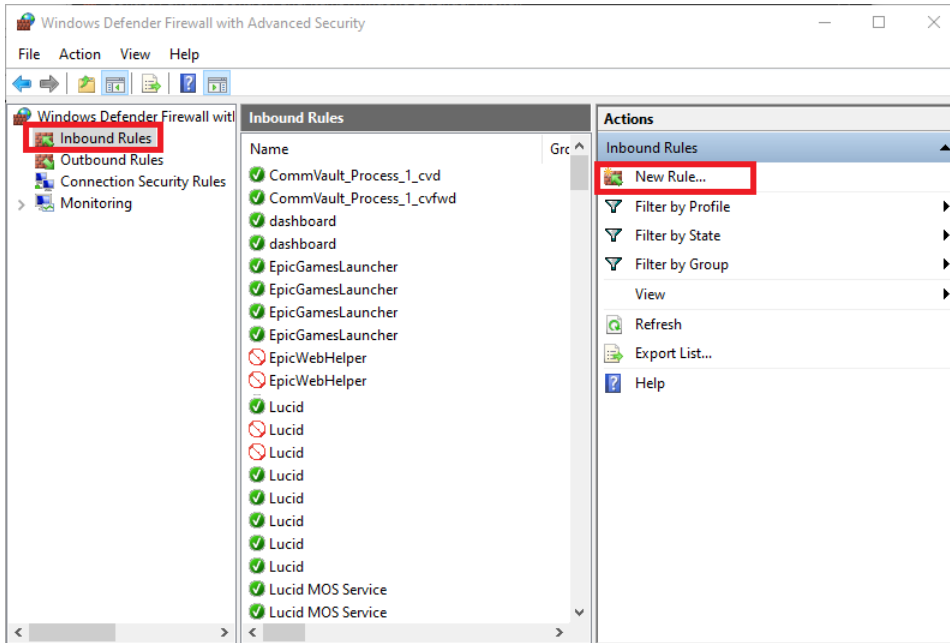 Windows Defender Firewall with Advanced Security
File Action View Help
Windows Defender Firewall witl
Inbound Rules
Outbound Rules
Connection Security Rules
Monitoring
Inbound Rules
Name Grc
CommVault_Process_1_cvd
CommVault_Process_1_cvfwd
dashboard
dashboard
EpicGamesLauncher
EpicGamesLauncher
EpicGamesLauncher
EpicGamesLauncher
EpicWebHelper
EpicWebHelper
Lucid
Lucid
Lucid
Lucid
Lucid
Lucid
Lucid
Lucid
Lucid MOS Service
Lucid MOS Service
Actions
Inbound Rules
New Rule...
Filter by Profile
Filter by State
Filter by Group
View
Refresh
Export List...
Help